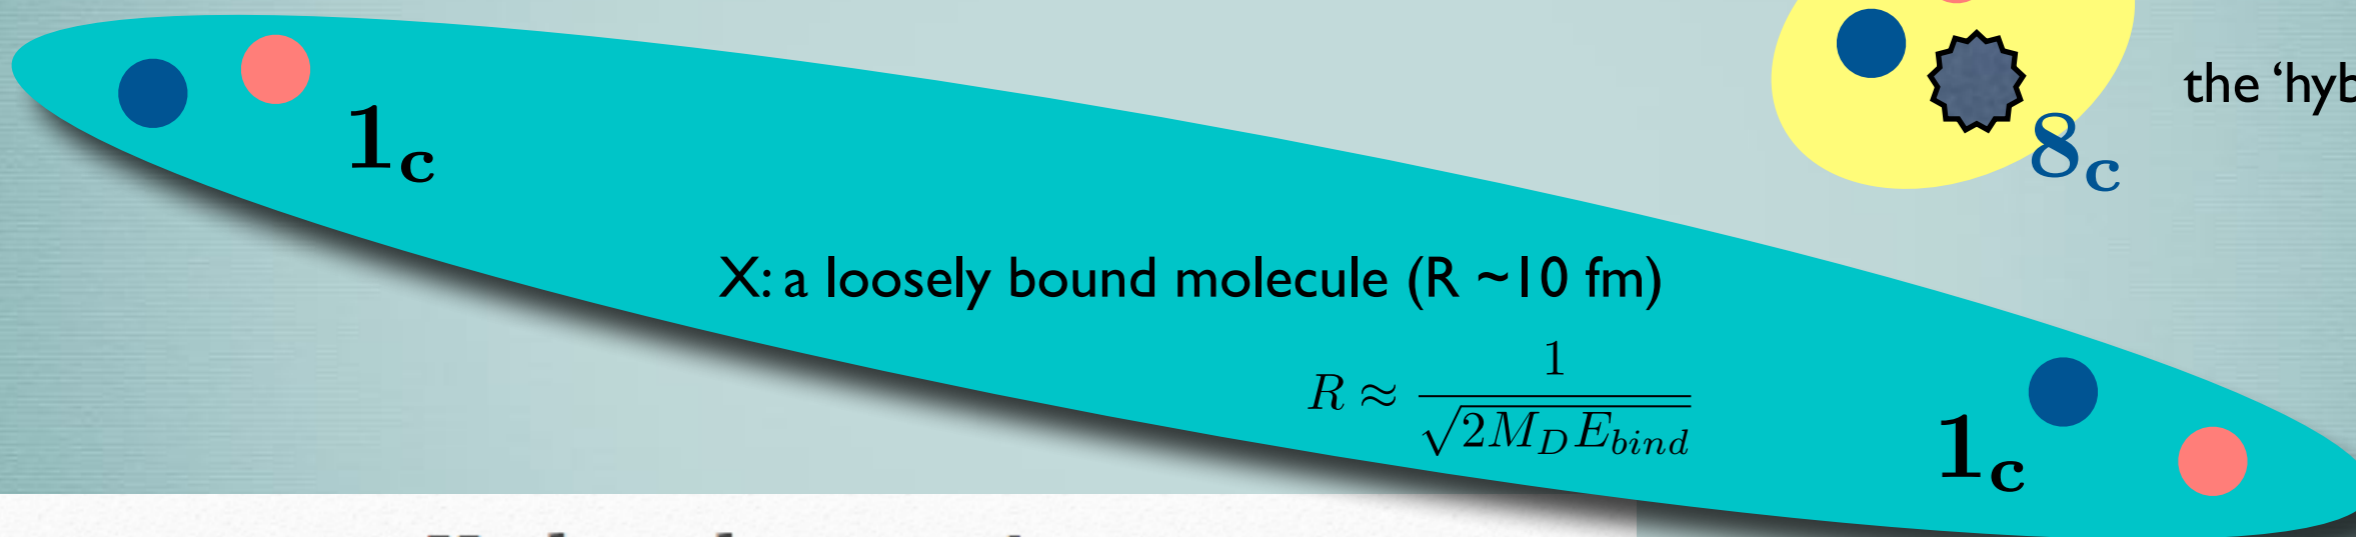 the ‘hyb
8c
1c
X: a loosely bound molecule (R ~10 fm)
R ≈ 1 / √(2M_D E_bind)
1c